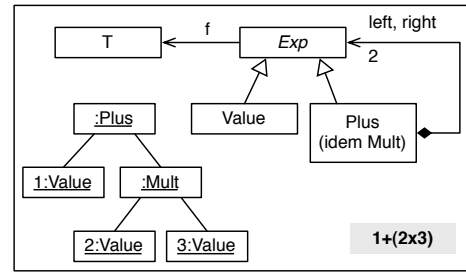 left, right
T
f
Exp
2
Value
Plus
(idem Mult)
:Plus
1:Value
:Mult
2:Value
3:Value
1+(2x3)